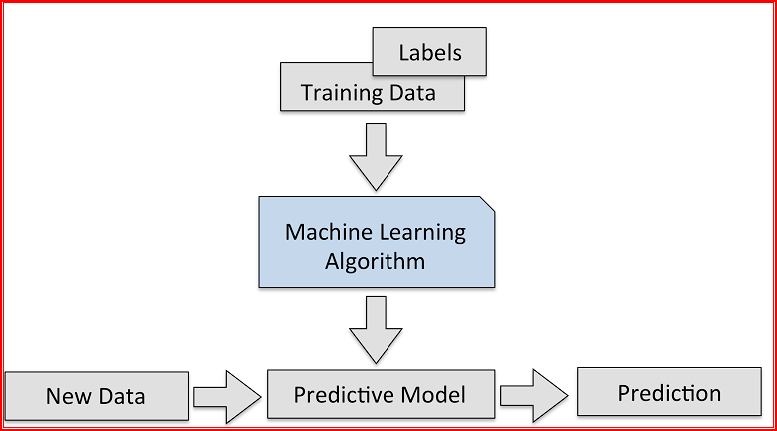 Labels
Training Data
Machine Learning
Algorithm
New Data
Predictive Model
Prediction